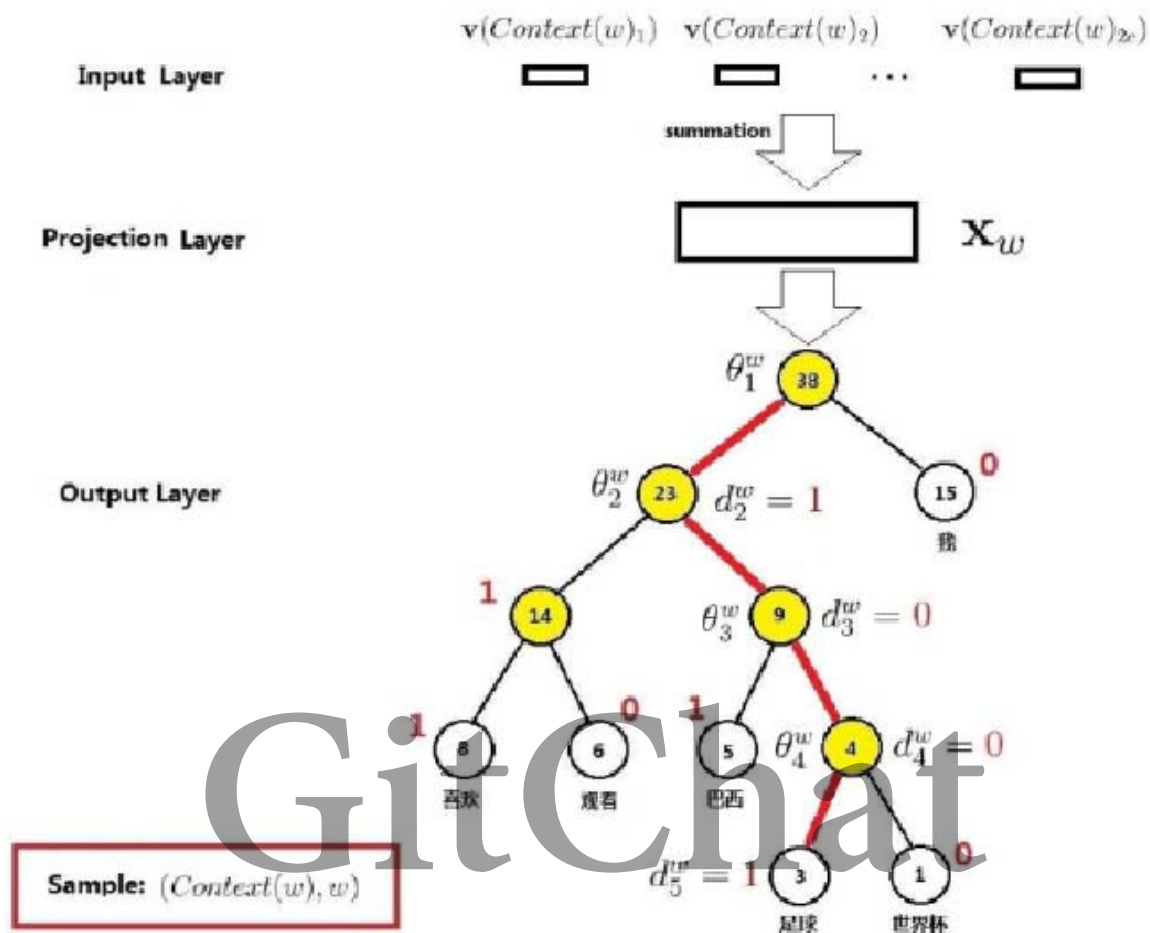 v(Context(w)₁) v(Context(w)₂) v(Context(w)₂c)
Input Layer ...
summation
Projection Layer X_w
θ₁^w 38
0
Output Layer θ₂^w 23 d₂^w = 1 15
1 14 θ₃^w 9 d₃^w = 0
1 0 1
8 6 5 θ₄^w 4 d₄^w = 0
喜欢 观看 巴西
GitChat
0
Sample: (Context(w), w) d₅^w = 1 3 1
足球 世界杯